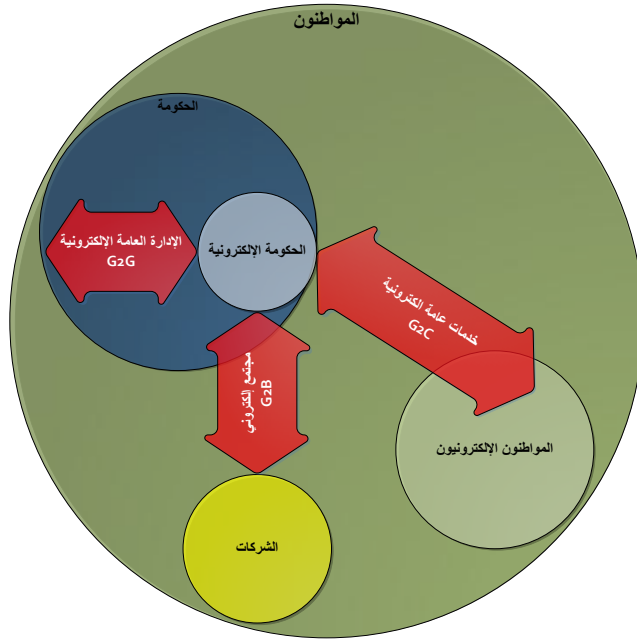 المواطنون
الحكومة
الإدارة العامة الإلكترونية
G2G
الحكومة الإلكترونية
خدمات عامة الكترونية
G2C
مجتمع إلكتروني
G2B
المواطنون الإلكترونيون
الشركات